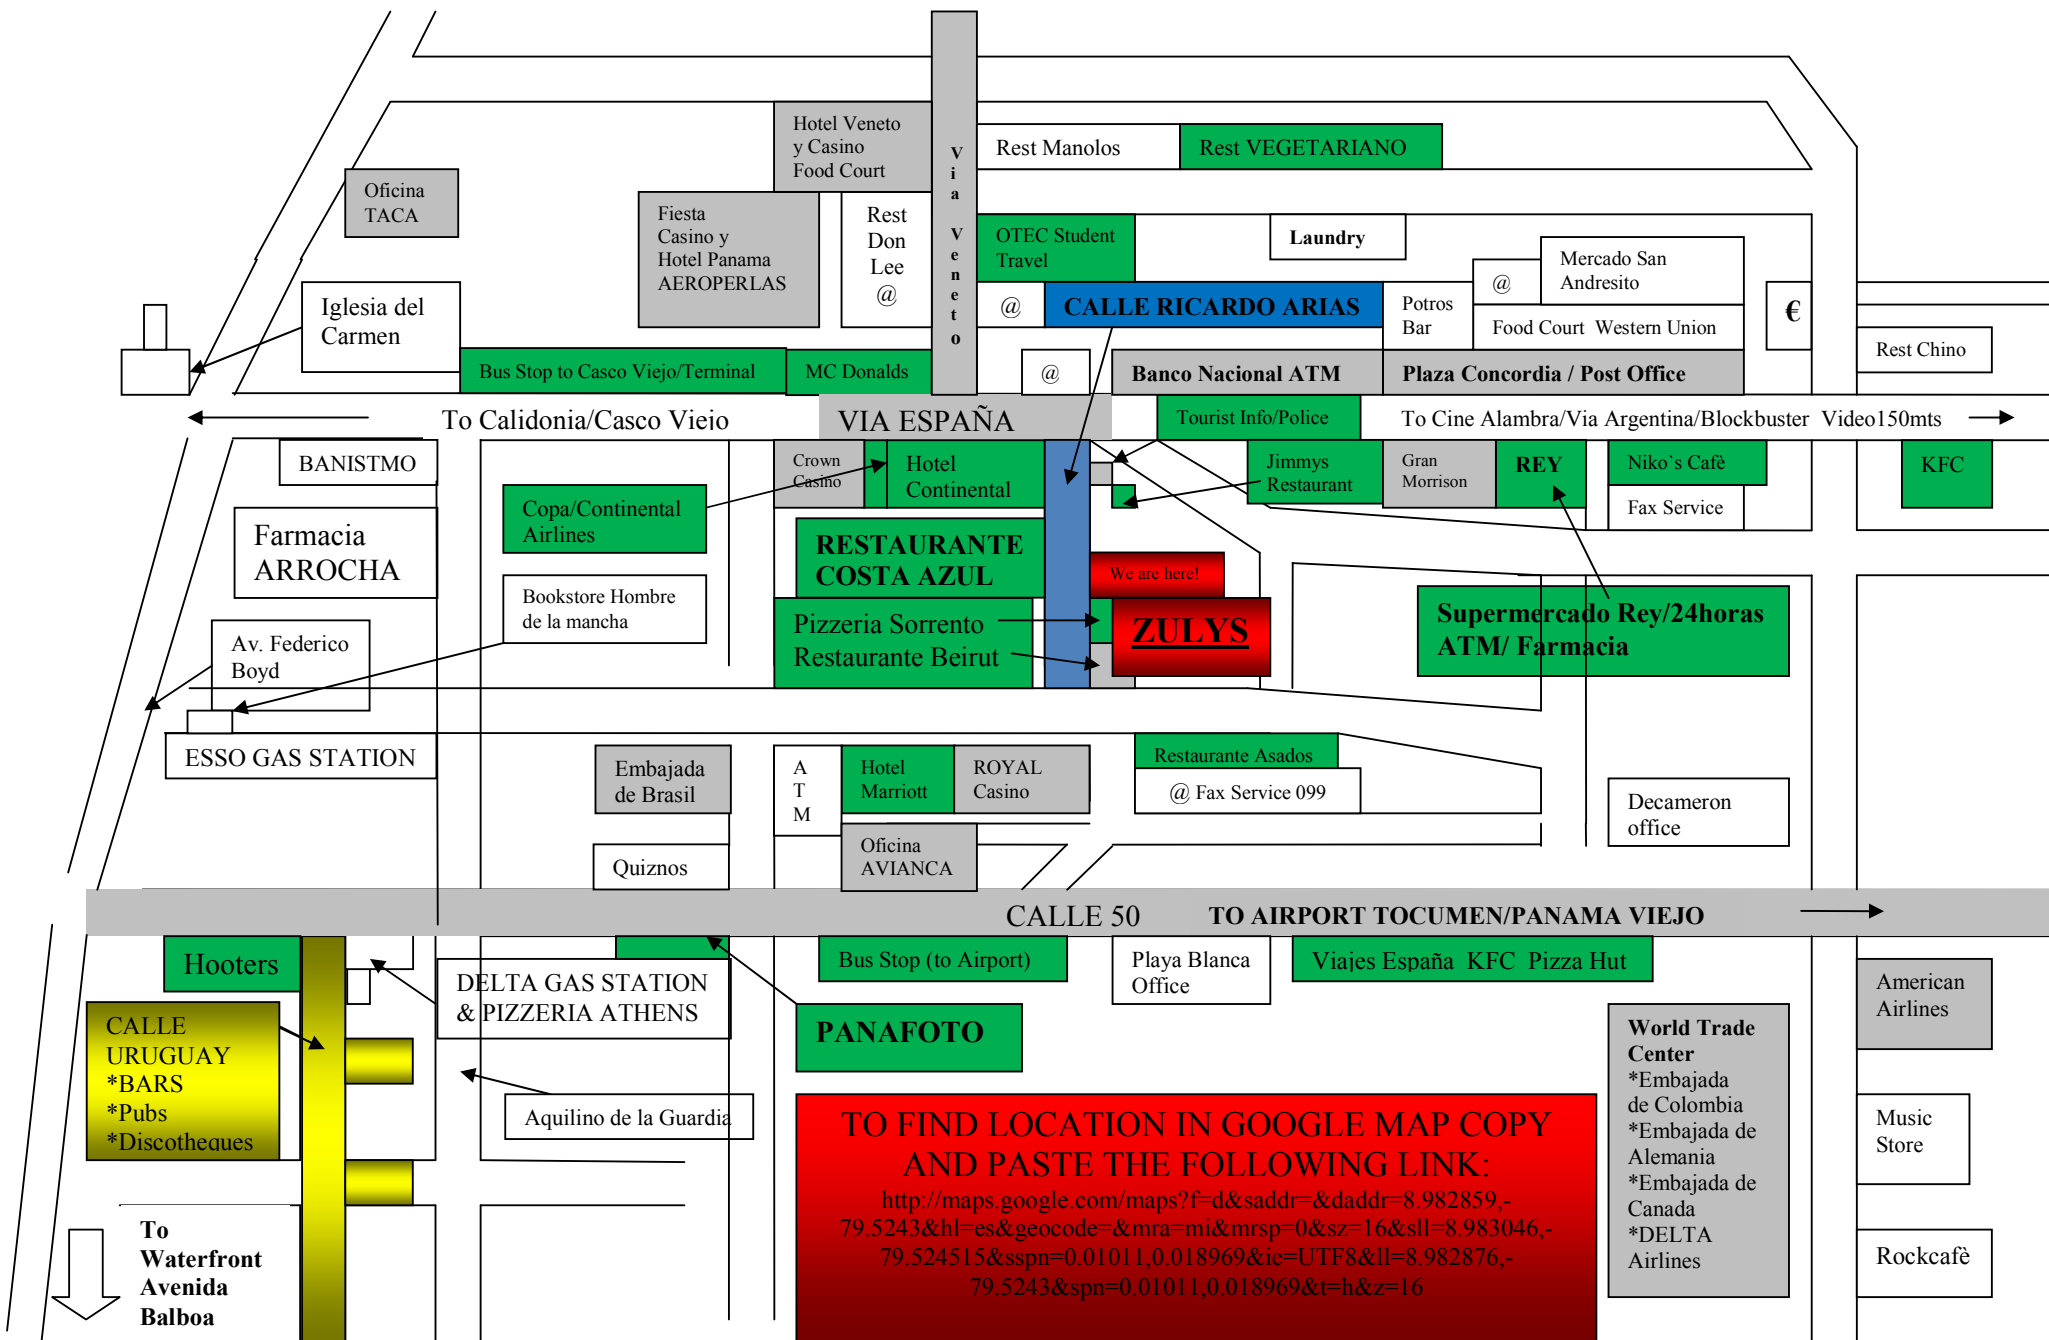 Hotel Veneto
y Casino
Food Court
Via Veneto
Rest Manolos
Rest VEGETARIANO
Oficina
TACA
Fiesta
Casino y
Hotel Panama
AEROPERLAS
Rest
Don
Lee
@
OTEC Student
Travel
Laundry
Mercado San
Andresito
@
Iglesia del
Carmen
@
CALLE RICARDO ARIAS
Potros
Bar
Food Court  Western Union
€
Rest Chino
Bus Stop to Casco Viejo/Terminal
MC Donalds
@
Banco Nacional ATM
Plaza Concordia / Post Office
To Calidonia/Casco Viejo
VIA ESPAÑA
Tourist Info/Police
To Cine Alambra/Via Argentina/Blockbuster  Video150mts
BANISTMO
Crown
Casino
Hotel
Continental
Jimmys
Restaurant
Gran
Morrison
REY
Niko`s Cafè
KFC
Copa/Continental
Airlines
Fax Service
Farmacia
ARROCHA
RESTAURANTE
COSTA AZUL
We are here!
Bookstore Hombre
de la mancha
Pizzeria Sorrento
Restaurante Beirut
ZULYS
Supermercado Rey/24horas
ATM/ Farmacia
Av. Federico
Boyd
ESSO GAS STATION
Embajada
de Brasil
A
T
M
Hotel
Marriott
ROYAL
Casino
Restaurante Asados
@ Fax Service 099
Decameron
office
Quiznos
Oficina
AVIANCA
CALLE 50
TO AIRPORT TOCUMEN/PANAMA VIEJO
Hooters
DELTA GAS STATION
& PIZZERIA ATHENS
Bus Stop (to Airport)
Playa Blanca
Office
Viajes España  KFC  Pizza Hut
American
Airlines
CALLE
URUGUAY
*BARS
*Pubs
*Discotheques
PANAFOTO
World Trade
Center
*Embajada
de Colombia
*Embajada de
Alemania
*Embajada de
Canada
*DELTA
Airlines
Aquilino de la Guardia
Music
Store
TO FIND LOCATION IN GOOGLE MAP COPY
AND PASTE THE FOLLOWING LINK:
http://maps.google.com/maps?f=d&saddr=&daddr=8.982859,-
79.5243&hl=es&geocode=&mra=mi&mrsp=0&sz=16&sll=8.983046,-
79.524515&sspn=0.01011,0.018969&ie=UTF8&ll=8.982876,-
79.5243&spn=0.01011,0.018969&t=h&z=16
To
Waterfront
Avenida
Balboa
Rockcafè